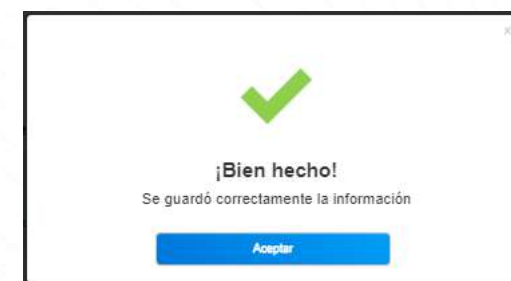 x
¡Bien hecho!
Se guardó correctamente la información
Aceptar